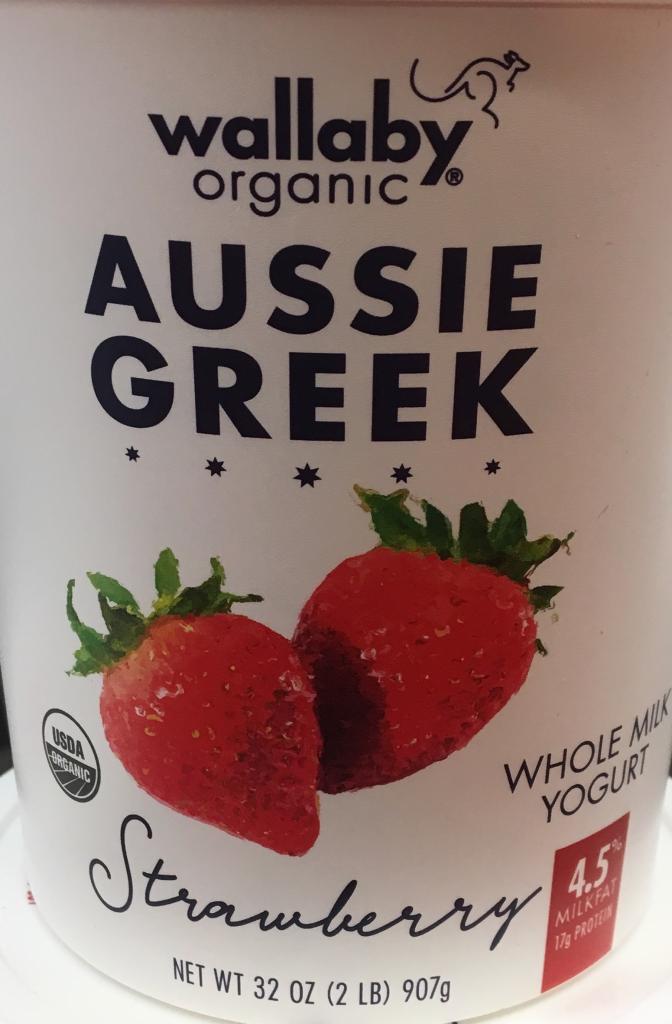 wallaby®
organic
AUSSIE
GREEK
USDA
ORGANIC
WHOLE MILK
YOGURT
Strawberry
4.5%
MILKFAT
17g PROTEIN
NET WT 32 OZ (2 LB) 907g